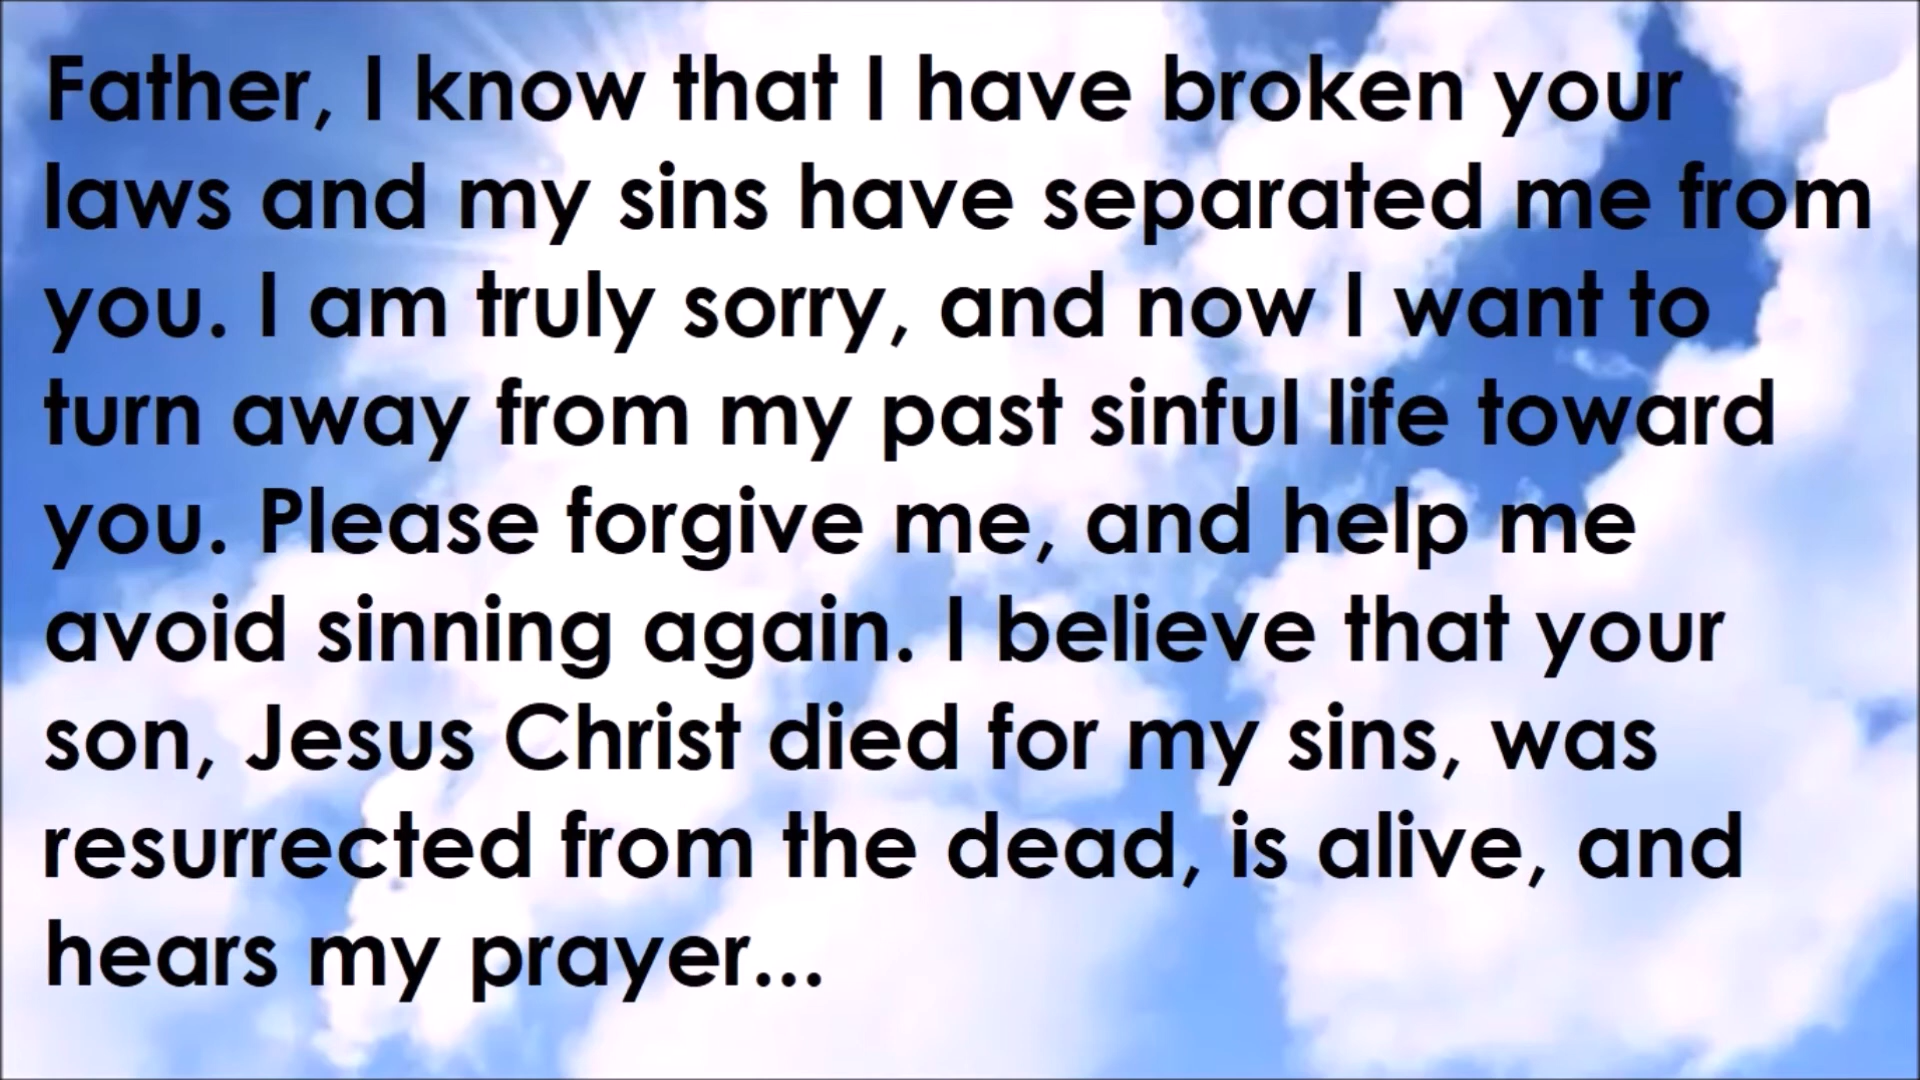 Father, I know that I have broken your
laws and my sins have separated me from
you. I am truly sorry, and now I want to
turn away from my past sinful life toward
you. Please forgive me, and help me
avoid sinning again. I believe that your
son, Jesus Christ died for my sins, was
resurrected from the dead, is alive, and
hears my prayer...